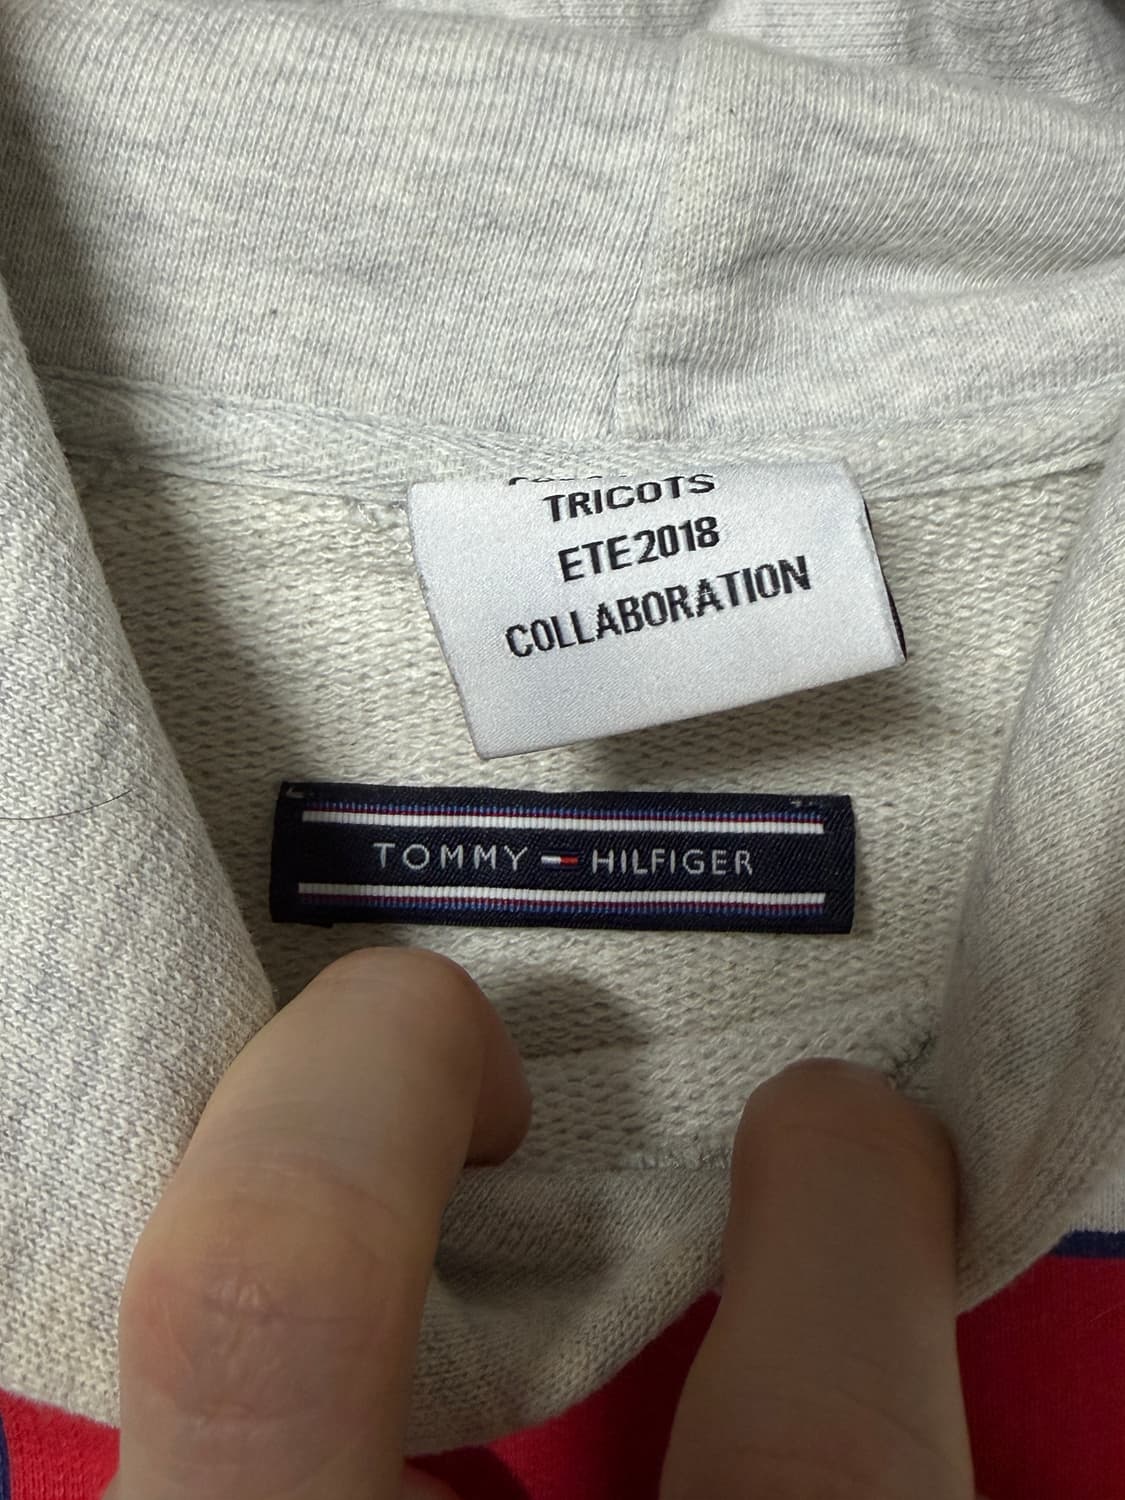 TRICOTS
ETE2018
COLLABORATION
TOMMY HILFIGER